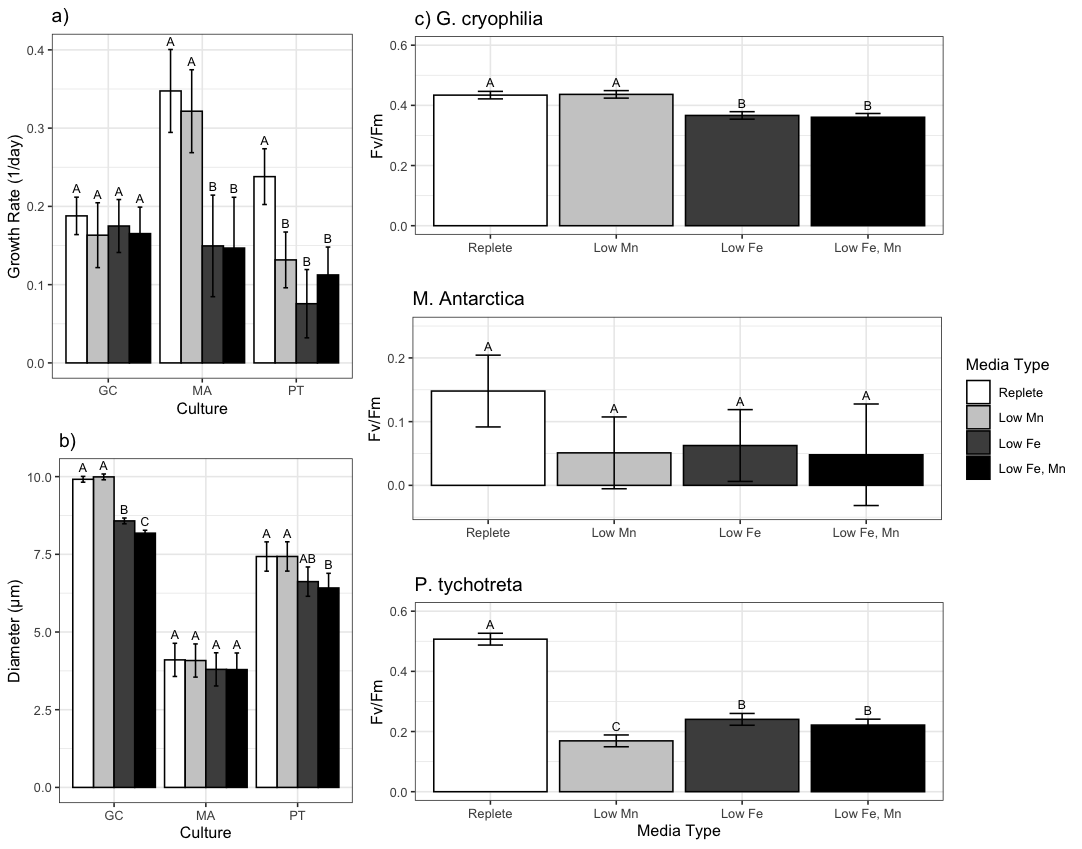 a)
Growth Rate (1/day)
0.4
0.3
0.2
0.1
0.0
A A A A
A A B B
A B B B
GC MA PT
Culture
b)
Diameter (μm)
10.0
7.5
5.0
2.5
0.0
A A B C
A A A A
A A AB B
GC MA PT
Culture
c) G. cryophilia
Fv/Fm
0.6
0.4
0.2
0.0
A A B B
Replete Low Mn Low Fe Low Fe, Mn
M. Antarctica
Fv/Fm
0.2
0.1
0.0
A A A A
Replete Low Mn Low Fe Low Fe, Mn
P. tychotreta
Fv/Fm
0.6
0.4
0.2
0.0
A C B B
Replete Low Mn Low Fe Low Fe, Mn
Media Type
Media Type
Replete
Low Mn
Low Fe
Low Fe, Mn